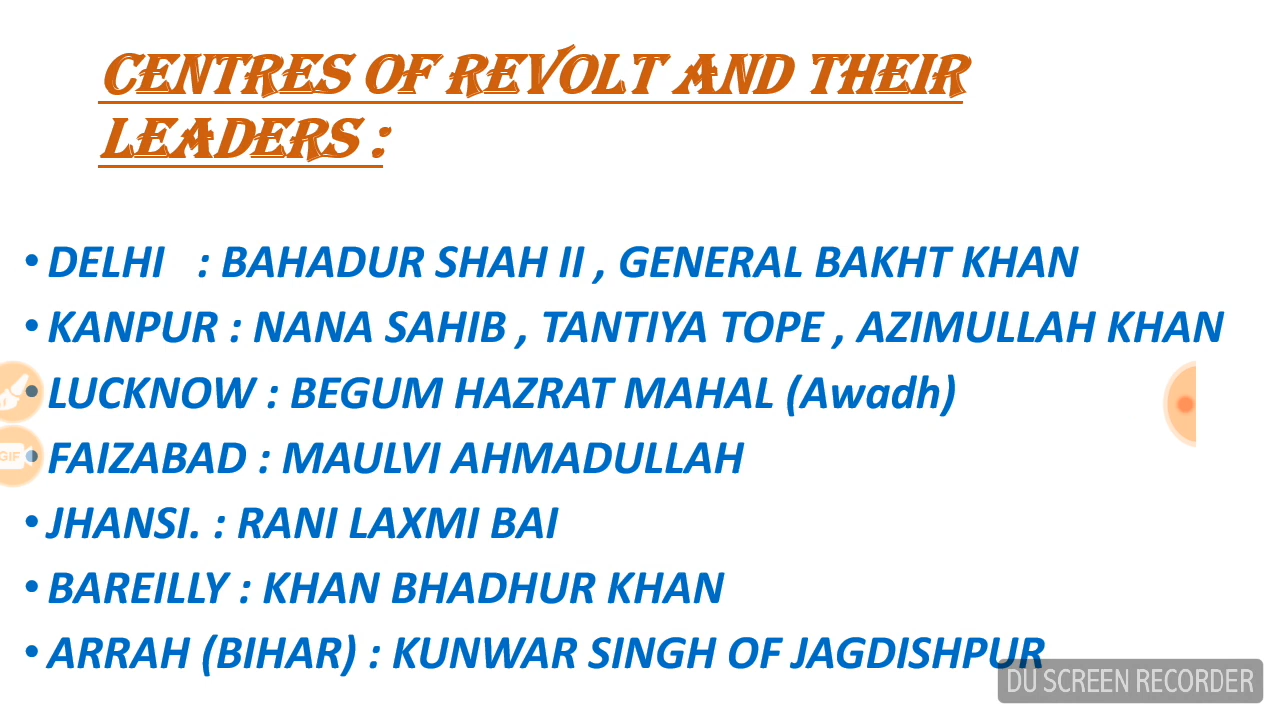 CENTRES OF REVOLT AND THEIR
LEADERS :
• DELHI : BAHADUR SHAH II , GENERAL BAKHT KHAN
• KANPUR : NANA SAHIB , TANTIYA TOPE , AZIMULLAH KHAN
• LUCKNOW : BEGUM HAZRAT MAHAL (Awadh)
GIF
• FAIZABAD : MAULVI AHMADULLAH
• JHANSI. : RANI LAXMI BAI
• BAREILLY : KHAN BHADHUR KHAN
• ARRAH (BIHAR) : KUNWAR SINGH OF JAGDISHPUR
DU SCREEN RECORDER